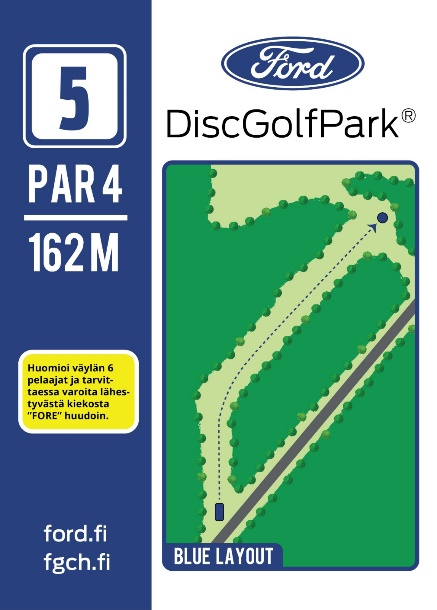 5
PAR 4
162 M
Huomioi väylän 6
pelaajat ja tarvit-
taessa varoita lähes-
tyvästä kiekosta
"FORE" huudoin.
ford.fi
fgch.fi
Ford
DiscGolfPark®
BLUE LAYOUT